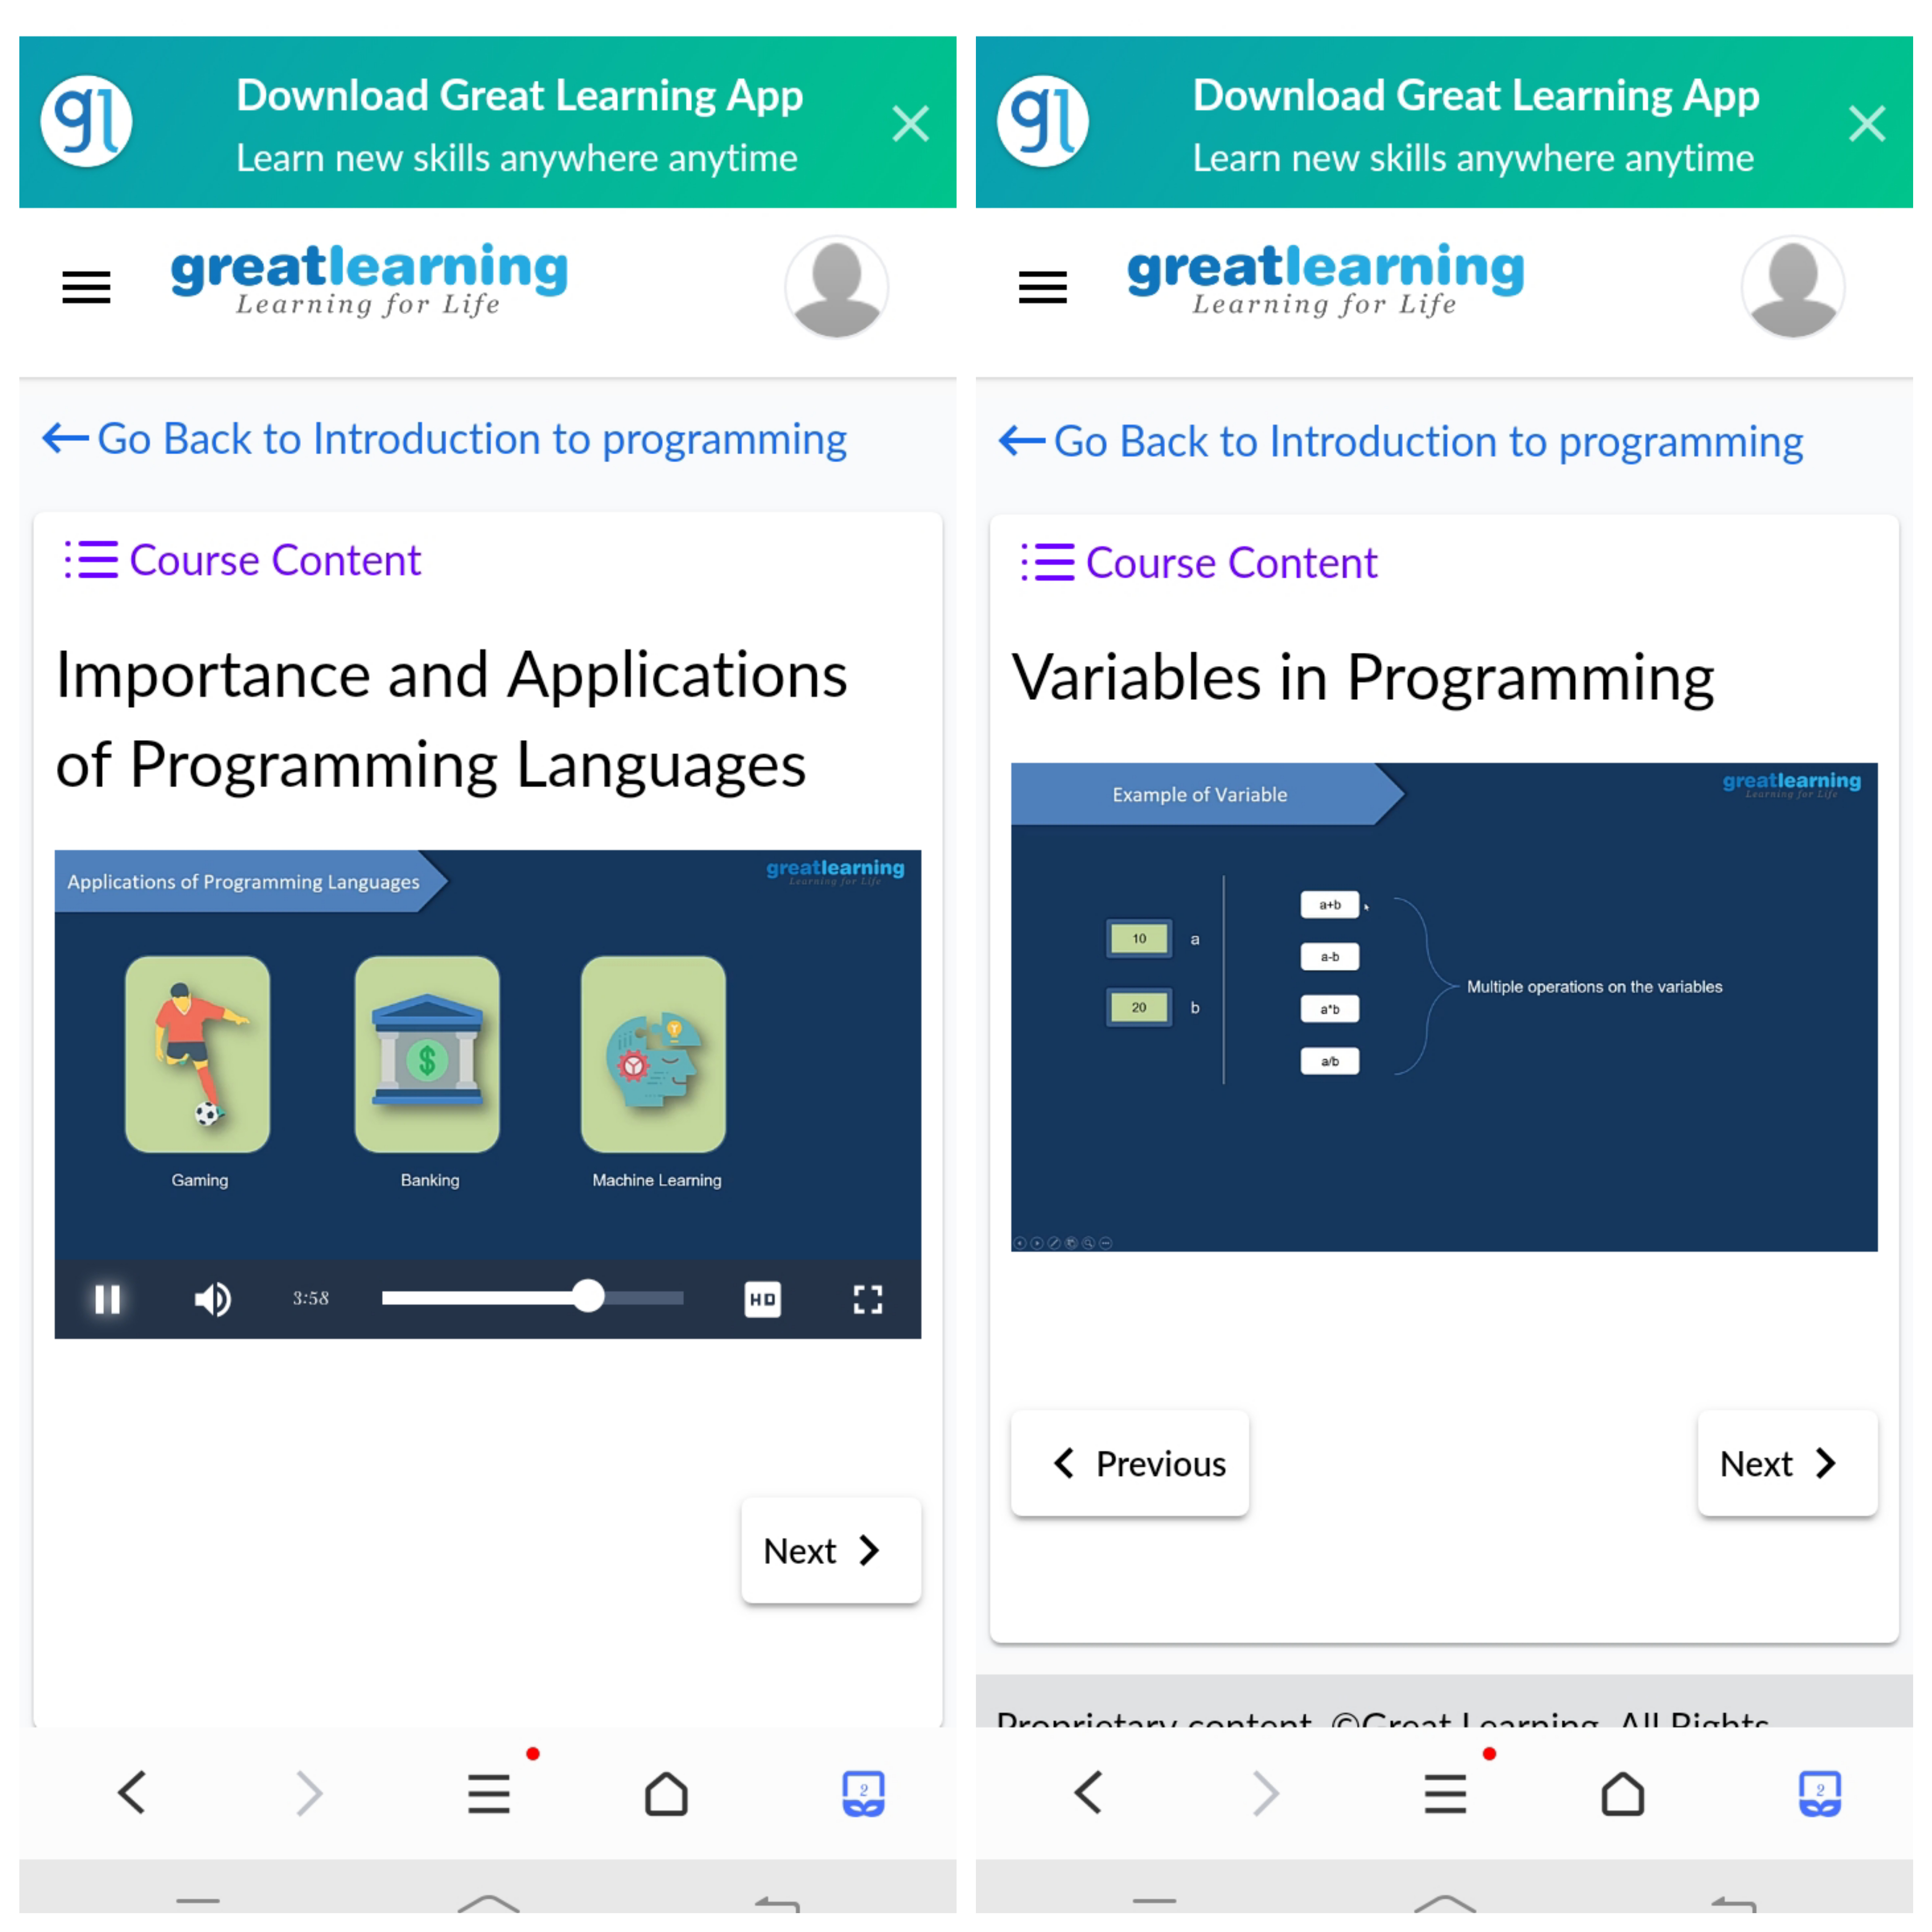 gl
Download Great Learning App
Learn new skills anywhere anytime
greatlearning
Learning for Life
Go Back to Introduction to programming
Course Content
Importance and Applications
of Programming Languages
Applications of Programming Languages
greatlearning
Learning for Life
Gaming
Banking
Machine Learning
3:58
HD
Next
2
gl
Download Great Learning App
Learn new skills anywhere anytime
greatlearning
Learning for Life
Go Back to Introduction to programming
Course Content
Variables in Programming
Example of Variable
greatlearning
Learning for Life
10 a
20 b
a+b
a-b
a*b
a/b
Multiple operations on the variables
Previous
Next
Proprietary content. ©Great Learning. All Rights
2